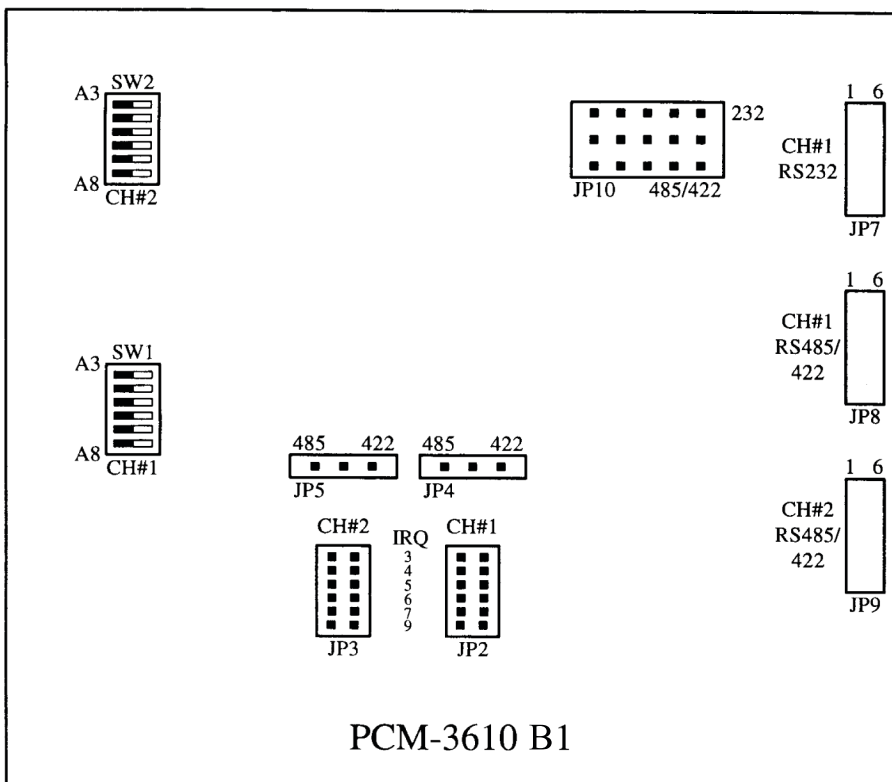 SW2
A3
A8
CH#2
232
JP10 485/422
1 6
CH#1
RS232
JP7
1 6
CH#1
RS485/
422
JP8
SW1
A3
A8
CH#1
485 422
JP5
485 422
JP4
1 6
CH#2
RS485/
422
JP9
CH#2
IRQ
CH#1
3
4
5
6
7
9
JP3
JP2
PCM-3610 B1